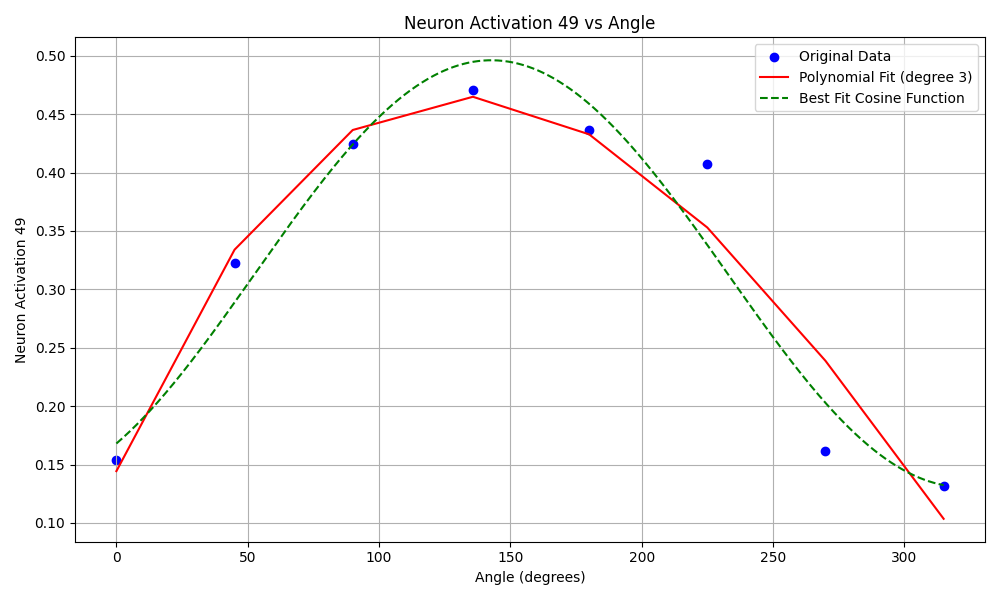 Neuron Activation 49 vs Angle
Original Data
Polynomial Fit (degree 3)
Best Fit Cosine Function
Neuron Activation 49
0.50
0.45
0.40
0.35
0.30
0.25
0.20
0.15
0.10
0 50 100 150 200 250 300
Angle (degrees)